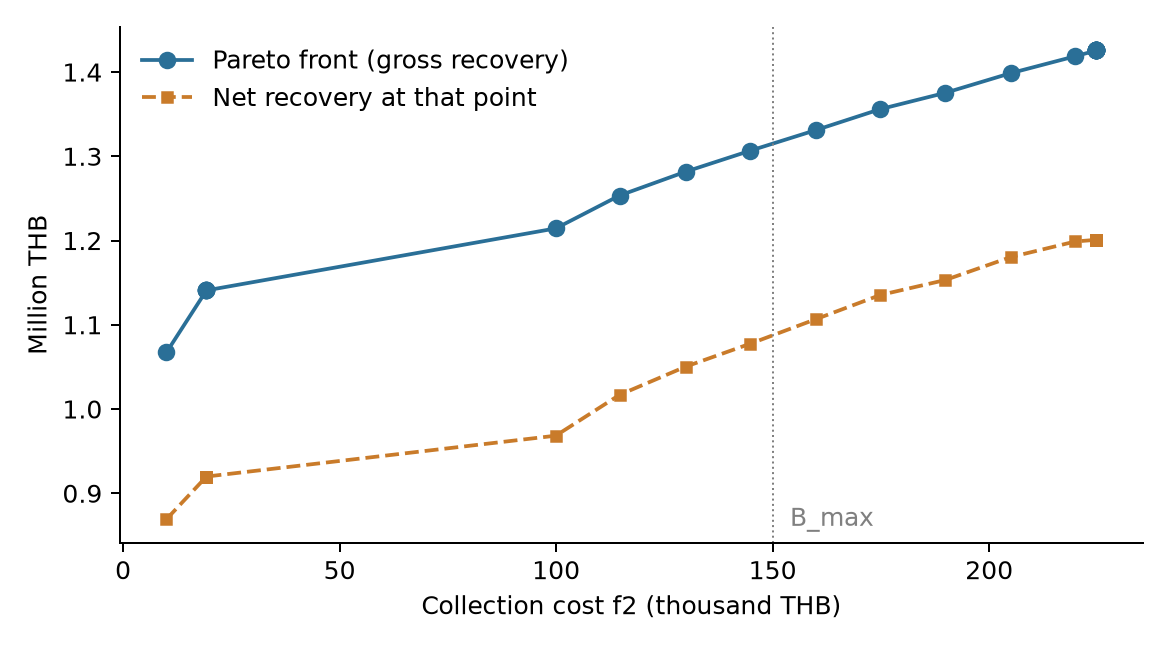 Pareto front (gross recovery)
Net recovery at that point
Million THB
1.4
1.3
1.2
1.1
1.0
0.9
B_max
0
50
100
150
200
Collection cost f2 (thousand THB)